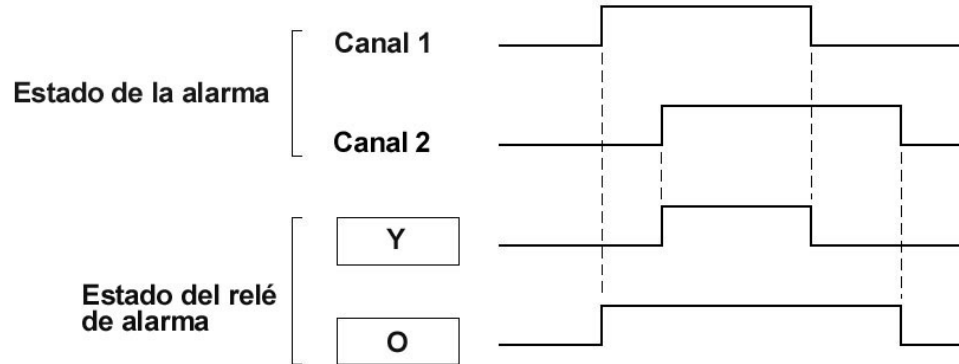 Canal 1
Estado de la alarma
Canal 2
Y
Estado del relé
de alarma
O